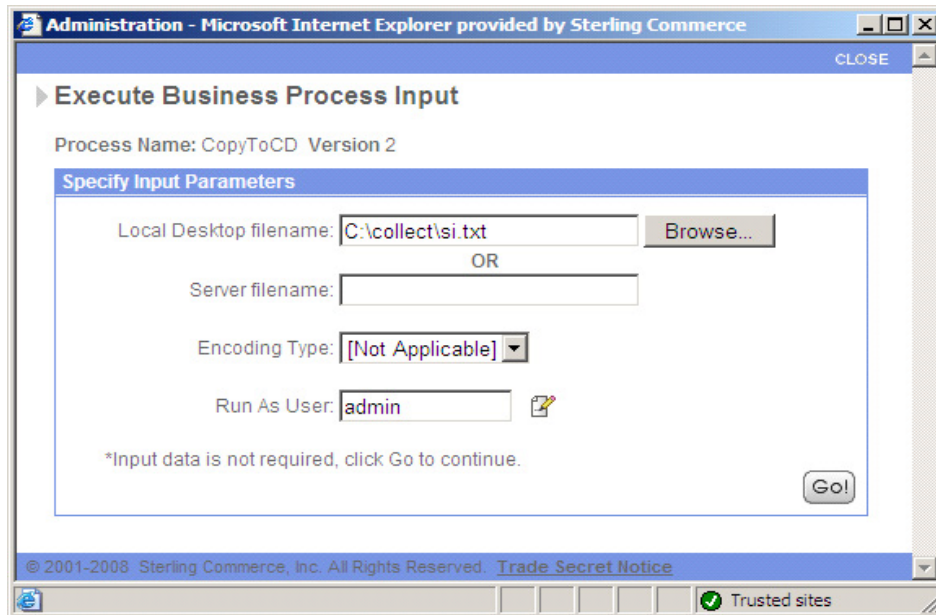 Administration - Microsoft Internet Explorer provided by Sterling Commerce
CLOSE
Execute Business Process Input
Process Name: CopyToCD Version 2
Specify Input Parameters
Local Desktop filename: C:\collect\si.txt Browse...
OR
Server filename:
Encoding Type: [Not Applicable]
Run As User: admin
*Input data is not required, click Go to continue.
Go!
© 2001-2008 Sterling Commerce, Inc. All Rights Reserved. Trade Secret Notice
Trusted sites